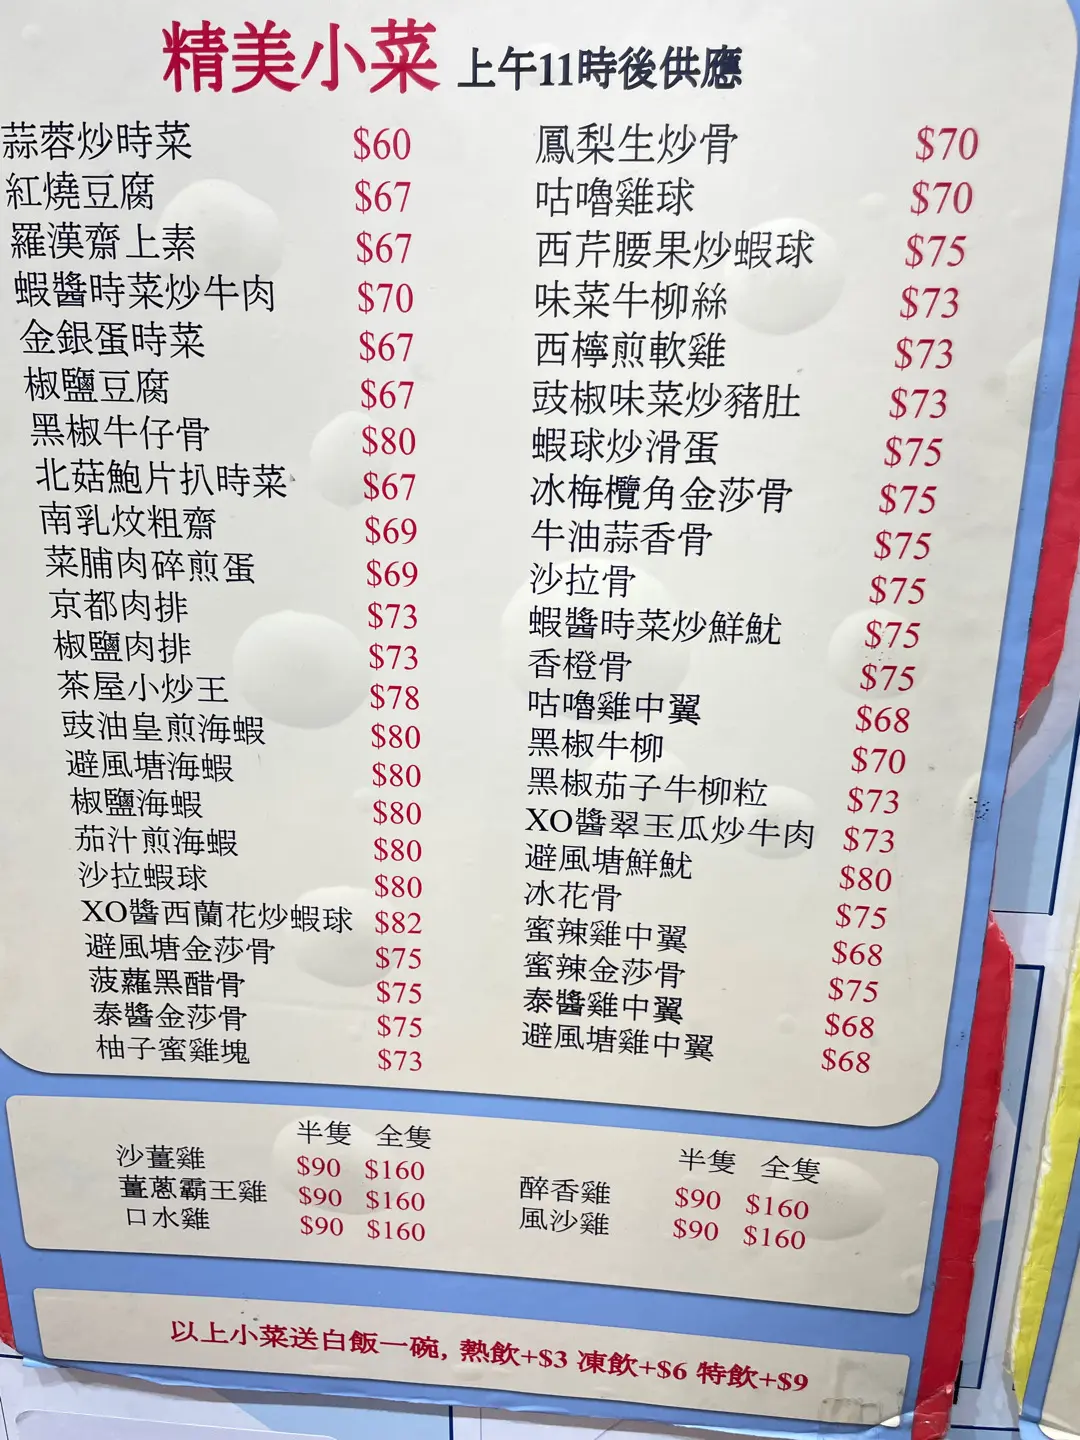 精美小菜 上午11時後供應
蒜蓉炒時菜 $60
紅燒豆腐 $67
羅漢齋上素 $67
蝦醬時菜炒牛肉 $70
金銀蛋時菜 $67
椒鹽豆腐 $67
黑椒牛仔骨 $80
北菇鮑片扒時菜 $67
南乳炆粗齋 $69
菜脯肉碎煎蛋 $69
京都肉排 $73
椒鹽肉排 $73
茶屋小炒王 $78
豉油皇煎海蝦 $80
避風塘海蝦 $80
椒鹽海蝦 $80
茄汁煎海蝦 $80
沙拉蝦球 $80
XO醬西蘭花炒蝦球 $82
避風塘金莎骨 $75
菠蘿黑醋骨 $75
泰醬金莎骨 $75
柚子蜜雞塊 $73
鳳梨生炒骨 $70
咕嚕雞球 $70
西芹腰果炒蝦球 $75
味菜牛柳絲 $73
西檸煎軟雞 $73
豉椒味菜炒豬肚 $73
蝦球炒滑蛋 $75
冰梅欖角金莎骨 $75
牛油蒜香骨 $75
沙拉骨 $75
蝦醬時菜炒鮮魷 $75
香橙骨 $75
咕嚕雞中翼 $68
黑椒牛柳 $70
黑椒茄子牛柳粒 $73
XO醬翠玉瓜炒牛肉 $73
避風塘鮮魷 $80
冰花骨 $75
蜜辣雞中翼 $68
蜜辣金莎骨 $75
泰醬雞中翼 $68
避風塘雞中翼 $68
半隻 全隻
沙薑雞 $90 $160
薑蔥霸王雞 $90 $160
口水雞 $90 $160
半隻 全隻
醉香雞 $90 $160
風沙雞 $90 $160
以上小菜送白飯一碗, 熱飲+$3 凍飲+$6 特飲+$9